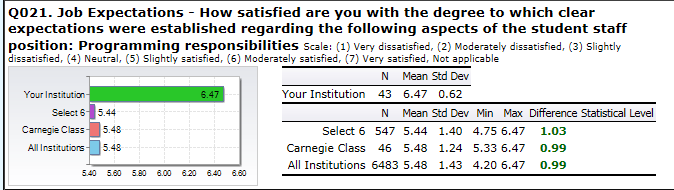 Q021. Job Expectations - How satisfied are you with the degree to which clear
expectations were established regarding the following aspects of the student staff
position: Programming responsibilities Scale: (1) Very dissatisfied, (2) Moderately dissatisfied, (3) Slightly
dissatisfied, (4) Neutral, (5) Slightly satisfied, (6) Moderately satisfied, (7) Very satisfied, Not applicable
Your Institution 6.47
Select 6 5.44
Carnegie Class 5.48
All Institutions 5.48
5.40 5.60 5.80 6.00 6.20 6.40 6.60
N Mean Std Dev
Your Institution 43 6.47 0.62
N Mean Std Dev Min Max Difference Statistical Level
Select 6 547 5.44 1.40 4.75 6.47 1.03
Carnegie Class 46 5.48 1.24 5.33 6.47 0.99
All Institutions 6483 5.48 1.43 4.20 6.47 0.99